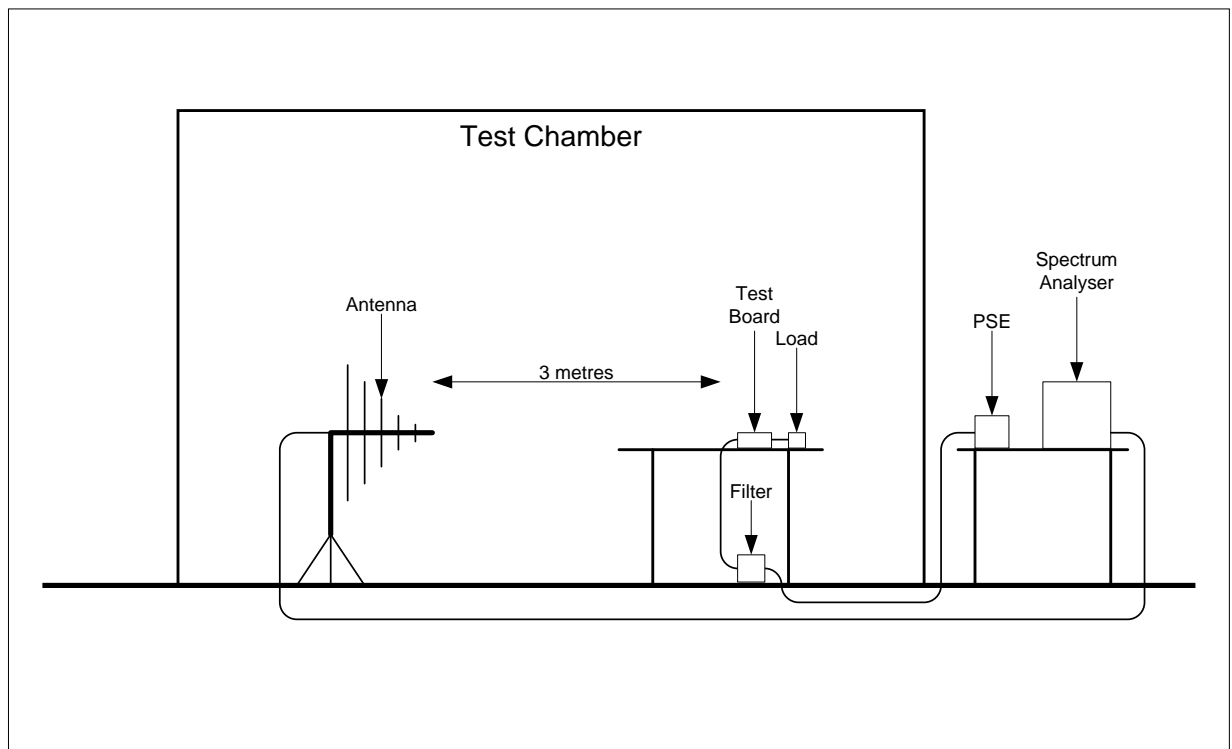 Test Chamber
Spectrum
Analyser
Antenna
Test
Board
PSE
Load
3 metres
Filter